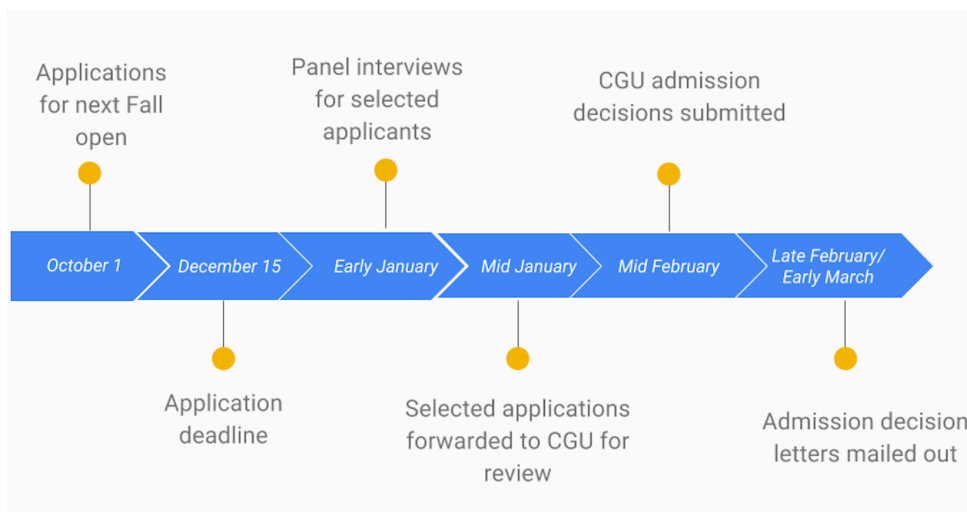 Applications
for next Fall
open
Panel interviews
for selected
applicants
CGU admission
decisions submitted
October 1
December 15
Early January
Mid January
Mid February
Late February/
Early March
Application
deadline
Selected applications
forwarded to CGU for
review
Admission decision
letters mailed out